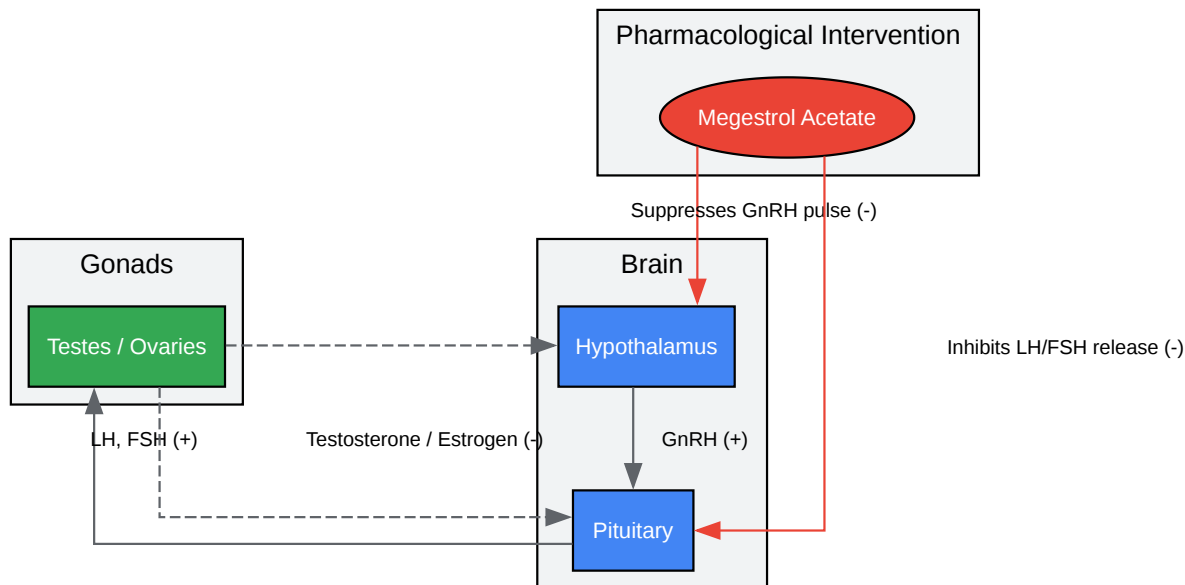 Pharmacological Intervention
Megestrol Acetate
Suppresses GnRH pulse (-)
Gonads
Brain
Testes / Ovaries
Hypothalamus
Inhibits LH/FSH release (-)
LH, FSH (+)
Testosterone / Estrogen (-)
GnRH (+)
Pituitary